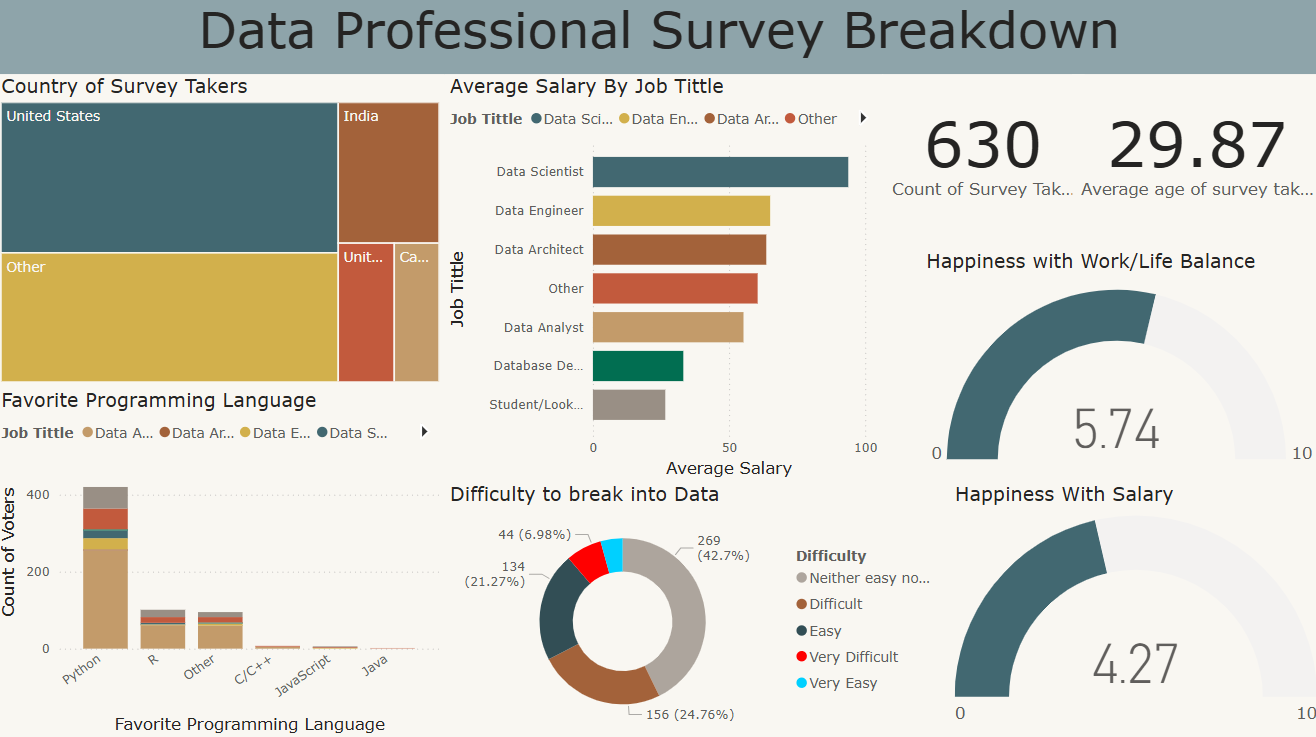 Data Professional Survey Breakdown
Country of Survey Takers
United States
India
Other
Unit...
Ca...
Average Salary By Job Tittle
Job Tittle Data Sci... Data En... Data Ar... Other
Job Tittle
Data Scientist
Data Engineer
Data Architect
Other
Data Analyst
Database De...
Student/Look...
0 50 100
Average Salary
630
Count of Survey Tak...
29.87
Average age of survey tak...
Happiness with Work/Life Balance
5.74
0 10
Favorite Programming Language
Job Tittle Data A... Data Ar... Data E... Data S...
Count of Voters
400
200
0
Python R Other C/C++ JavaScript Java
Favorite Programming Language
Difficulty to break into Data
44 (6.98%)
269
(42.7%)
134
(21.27%)
156 (24.76%)
Difficulty
Neither easy no...
Difficult
Easy
Very Difficult
Very Easy
Happiness With Salary
4.27
0 10